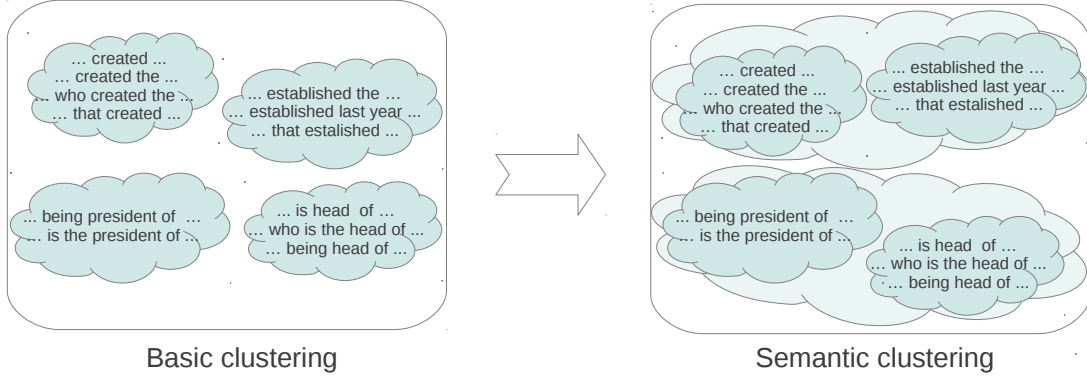 … created ...
… created the ...
… who created the ...
… that created ...
... established the …
... established last year ...
… that estalished ...
... being president of …
... is the president of ...
... is head of …
... who is the head of ...
... being head of ...
Basic clustering
… created ...
… created the ...
… who created the ...
… that created ...
... established the …
... established last year ...
… that estalished ...
... being president of …
... is the president of ...
... is head of …
... who is the head of ...
… being head of ...
Semantic clustering